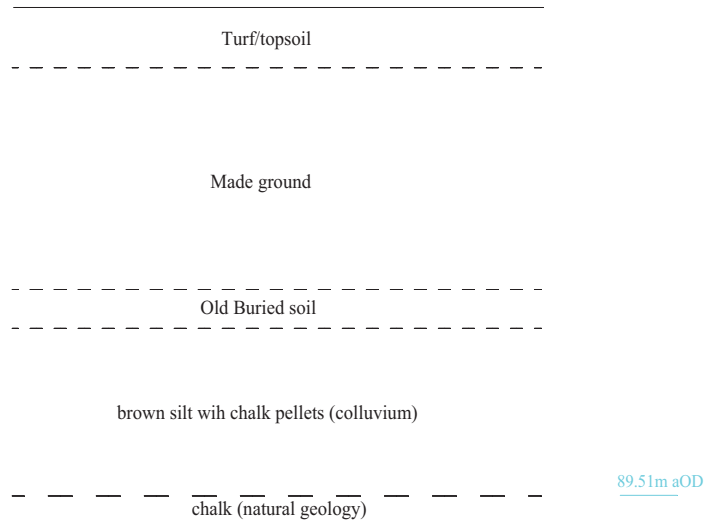 Turf/topsoil
Made ground
Old Buried soil
brown silt wih chalk pellets (colluvium)
89.51m aOD
chalk (natural geology)